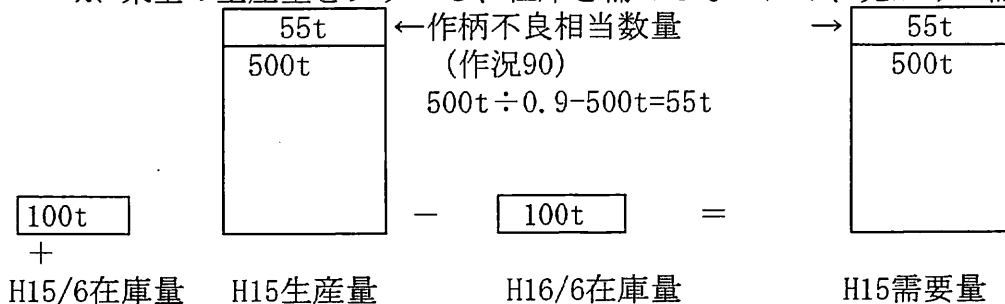 55t ←作柄不良相当数量 → 55t
500t (作況90) 500t
500t÷0.9-500t=55t
100t － 100t ＝
＋
H15/6在庫量 H15生産量 H16/6在庫量 H15需要量